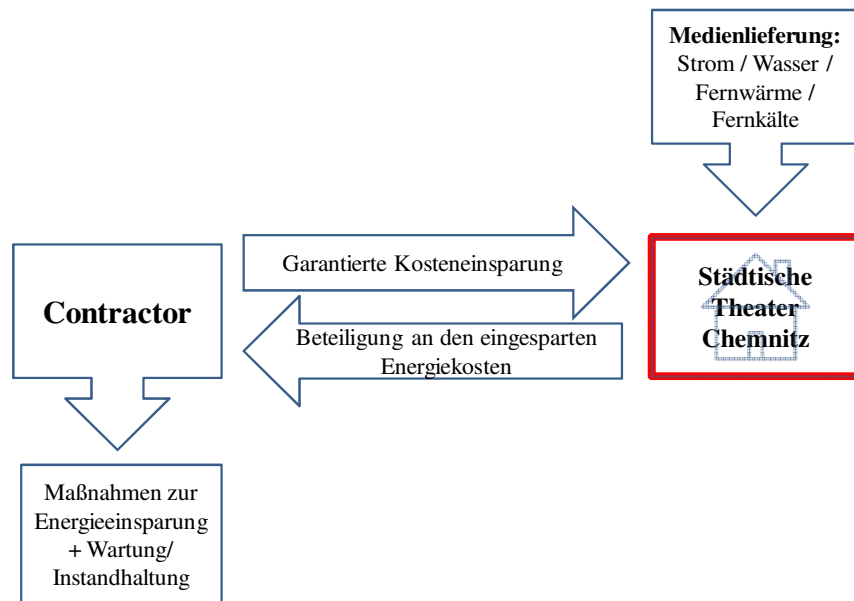 Medienlieferung:
Strom / Wasser /
Fernwärme /
Fernkälte
Garantierte Kosteneinsparung
Städtische
Theater
Chemnitz
Contractor
Beteiligung an den eingesparten
Energiekosten
Maßnahmen zur
Energieeinsparung
+ Wartung/
Instandhaltung